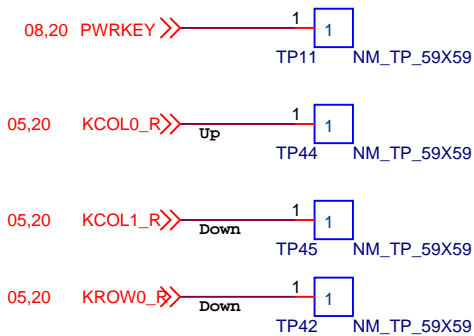 1
08,20 PWRKEY 1
TP11 NM_TP_59X59
1
05,20 KCOL0_R 1
Up
TP44 NM_TP_59X59
1
05,20 KCOL1_R 1
Down
TP45 NM_TP_59X59
1
05,20 KROW0_R 1
Down
TP42 NM_TP_59X59